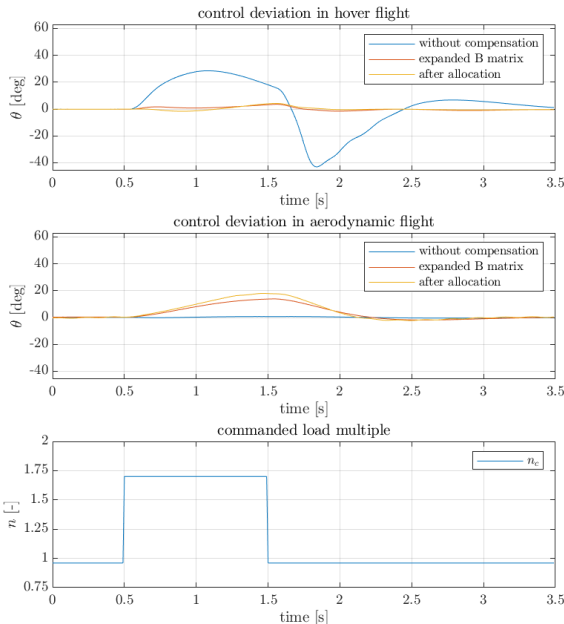 control deviation in hover flight
60
40
20
0
-20
-40
θ [deg]
without compensation
expanded B matrix
after allocation
0 0.5 1 1.5 2 2.5 3 3.5
time [s]
control deviation in aerodynamic flight
60
40
20
0
-20
-40
θ [deg]
without compensation
expanded B matrix
after allocation
0 0.5 1 1.5 2 2.5 3 3.5
time [s]
commanded load multiple
2
1.75
1.5
1.25
1
0.75
n [-]
n_c
0 0.5 1 1.5 2 2.5 3 3.5
time [s]